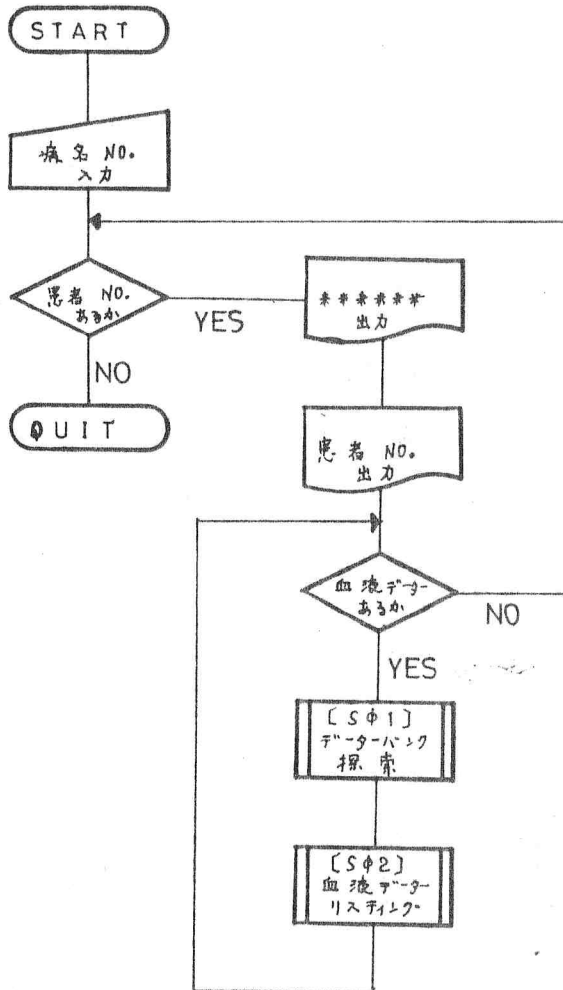 START
病名 NO.
入力
患者 NO.
あるか
YES
******
出力
NO
QUIT
患者 NO.
出力
血液データー
あるか
NO
YES
[Sφ1]
データーバンク
探索
[Sφ2]
血液データー
リスティング